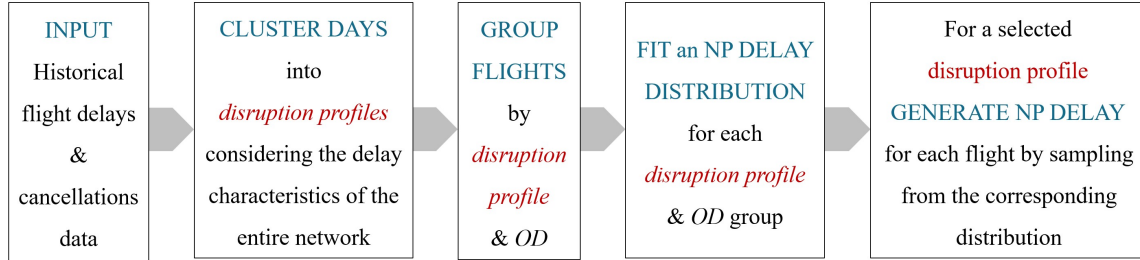 INPUT
Historical
flight delays
&
cancellations
data
CLUSTER DAYS
into
disruption profiles
considering the delay
characteristics of the
entire network
GROUP
FLIGHTS
by
disruption
profile
& OD
FIT an NP DELAY
DISTRIBUTION
for each
disruption profile
& OD group
For a selected
disruption profile
GENERATE NP DELAY
for each flight by sampling
from the corresponding
distribution